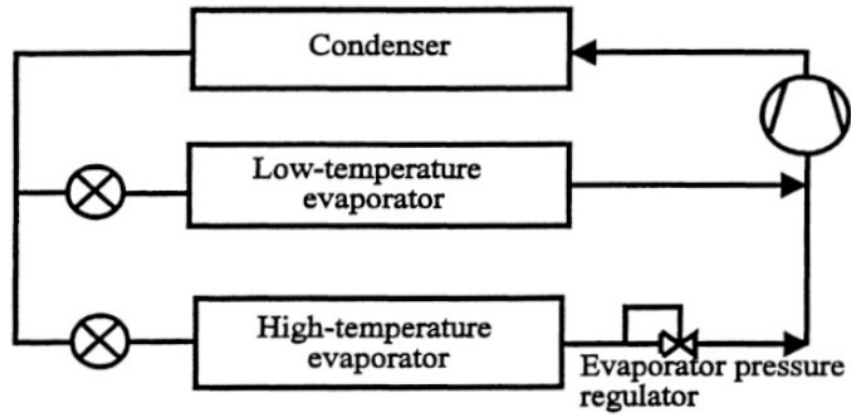 Condenser
Low-temperature
evaporator
High-temperature
evaporator
Evaporator pressure
regulator